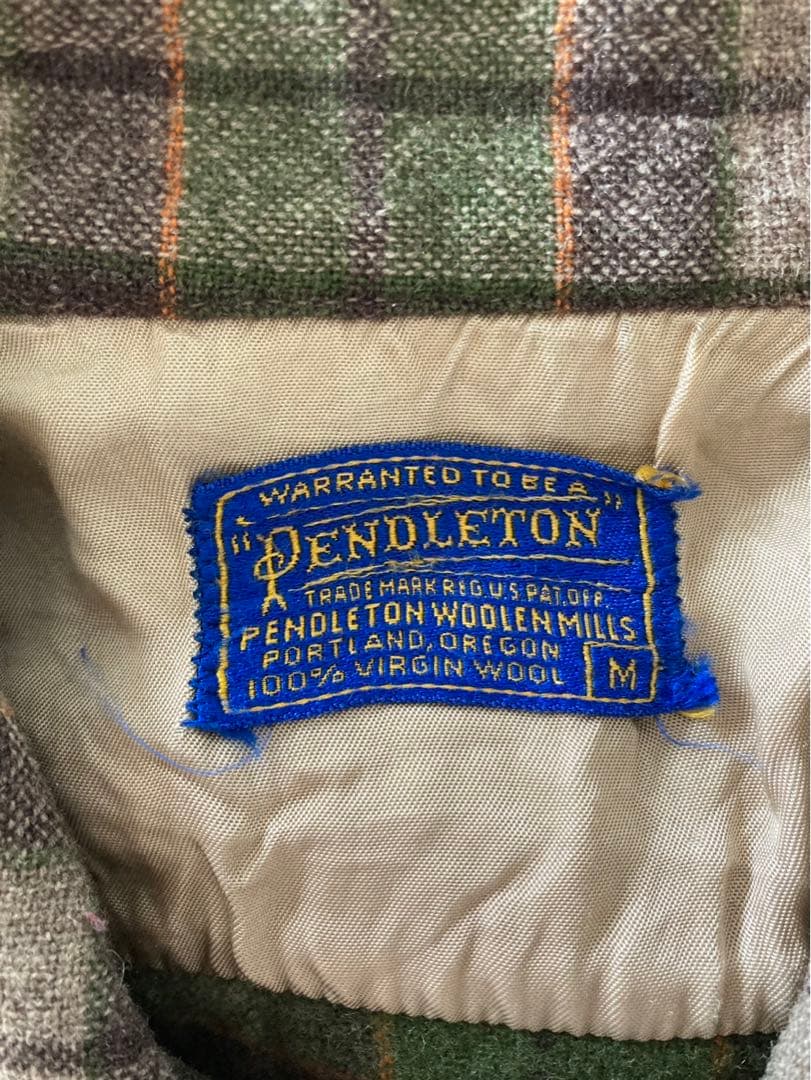 WARRANTED TO BE A
"PENDLETON"
TRADE MARK REG. U.S. PAT. OFF.
PENDLETON WOOLEN MILLS
PORTLAND, OREGON
100% VIRGIN WOOL
M